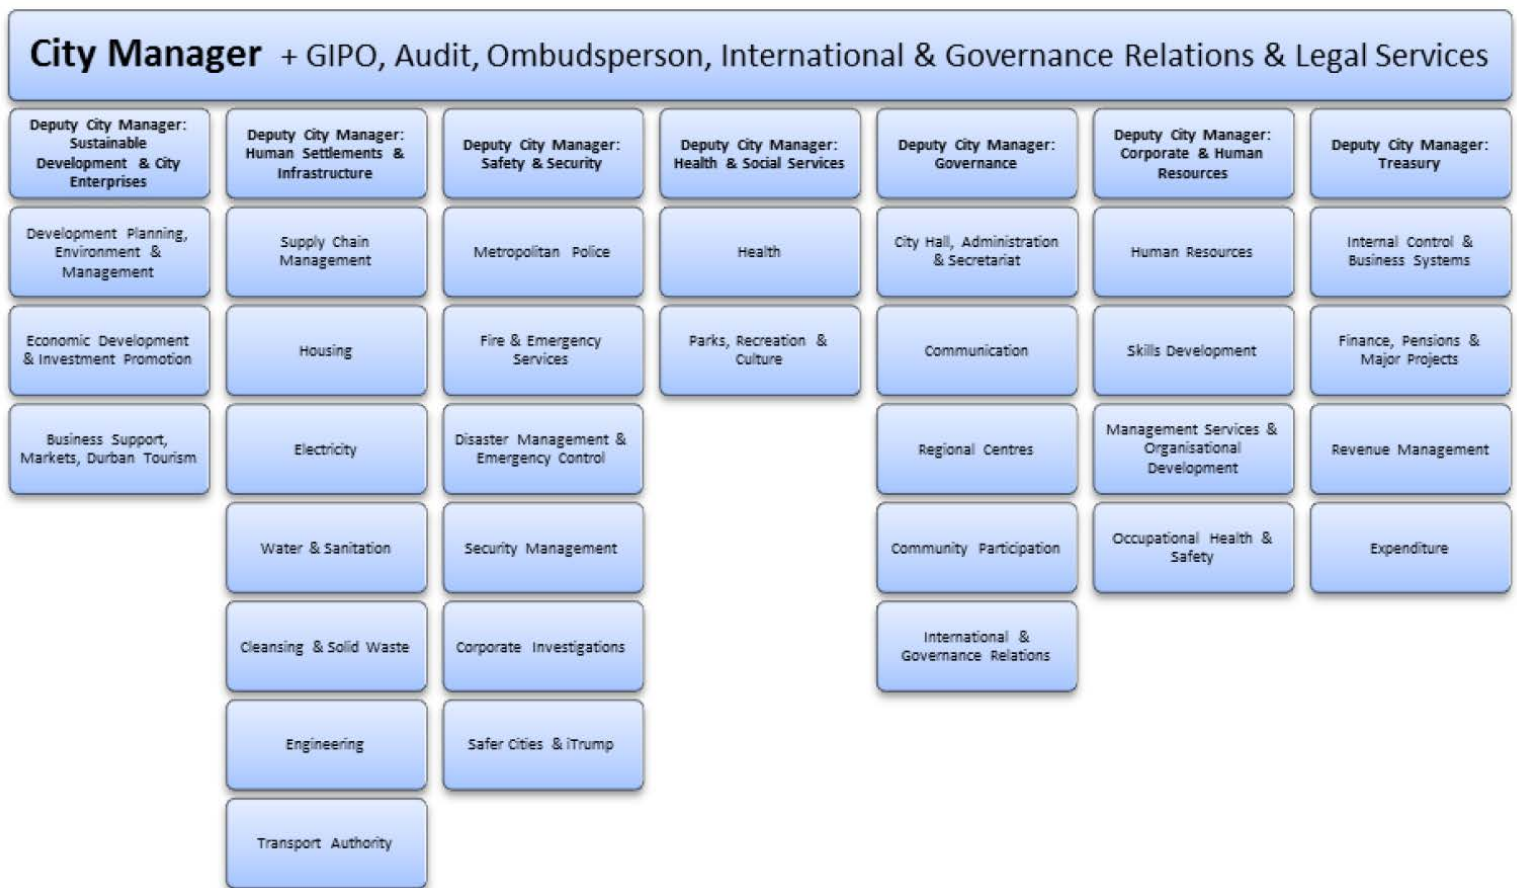 City Manager + GIPO, Audit, Ombudsperson, International & Governance Relations & Legal Services
Deputy City Manager:
Sustainable
Development & City
Enterprises
Development Planning,
Environment &
Management
Economic Development
& Investment Promotion
Business Support,
Markets, Durban Tourism
Deputy City Manager:
Human Settlements &
Infrastructure
Supply Chain
Management
Housing
Electricity
Water & Sanitation
Cleansing & Solid Waste
Engineering
Transport Authority
Deputy City Manager:
Safety & Security
Metropolitan Police
Fire & Emergency
Services
Disaster Management &
Emergency Control
Security Management
Corporate Investigations
Safer Cities & iTrump
Deputy City Manager:
Health & Social Services
Health
Parks, Recreation &
Culture
Deputy City Manager:
Governance
City Hall, Administration
& Secretariat
Communication
Regional Centres
Community Participation
International &
Governance Relations
Deputy City Manager:
Corporate & Human
Resources
Human Resources
Skills Development
Management Services &
Organisational
Development
Occupational Health &
Safety
Deputy City Manager:
Treasury
Internal Control &
Business Systems
Finance, Pensions &
Major Projects
Revenue Management
Expenditure